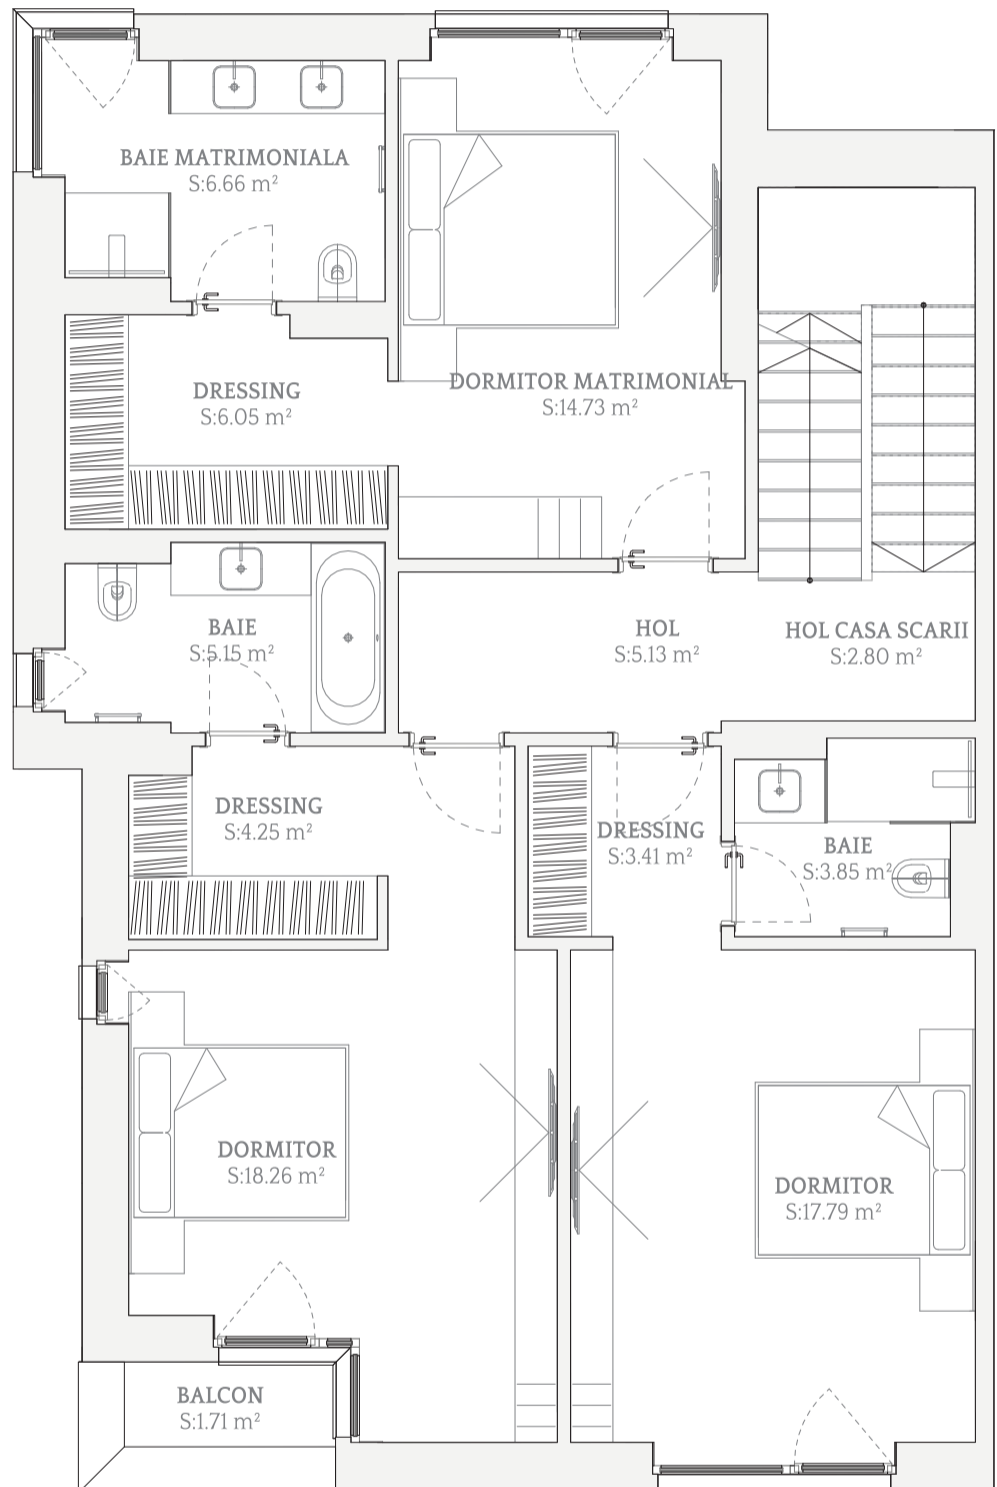 BAIE MATRIMONIALA
S:6.66 m²
DRESSING
S:6.05 m²
DORMITOR MATRIMONIAL
S:14.73 m²
BAIE
S:5.15 m²
HOL
S:5.13 m²
HOL CASA SCARII
S:2.80 m²
DRESSING
S:4.25 m²
DRESSING
S:3.41 m²
BAIE
S:3.85 m²
DORMITOR
S:18.26 m²
DORMITOR
S:17.79 m²
BALCON
S:1.71 m²